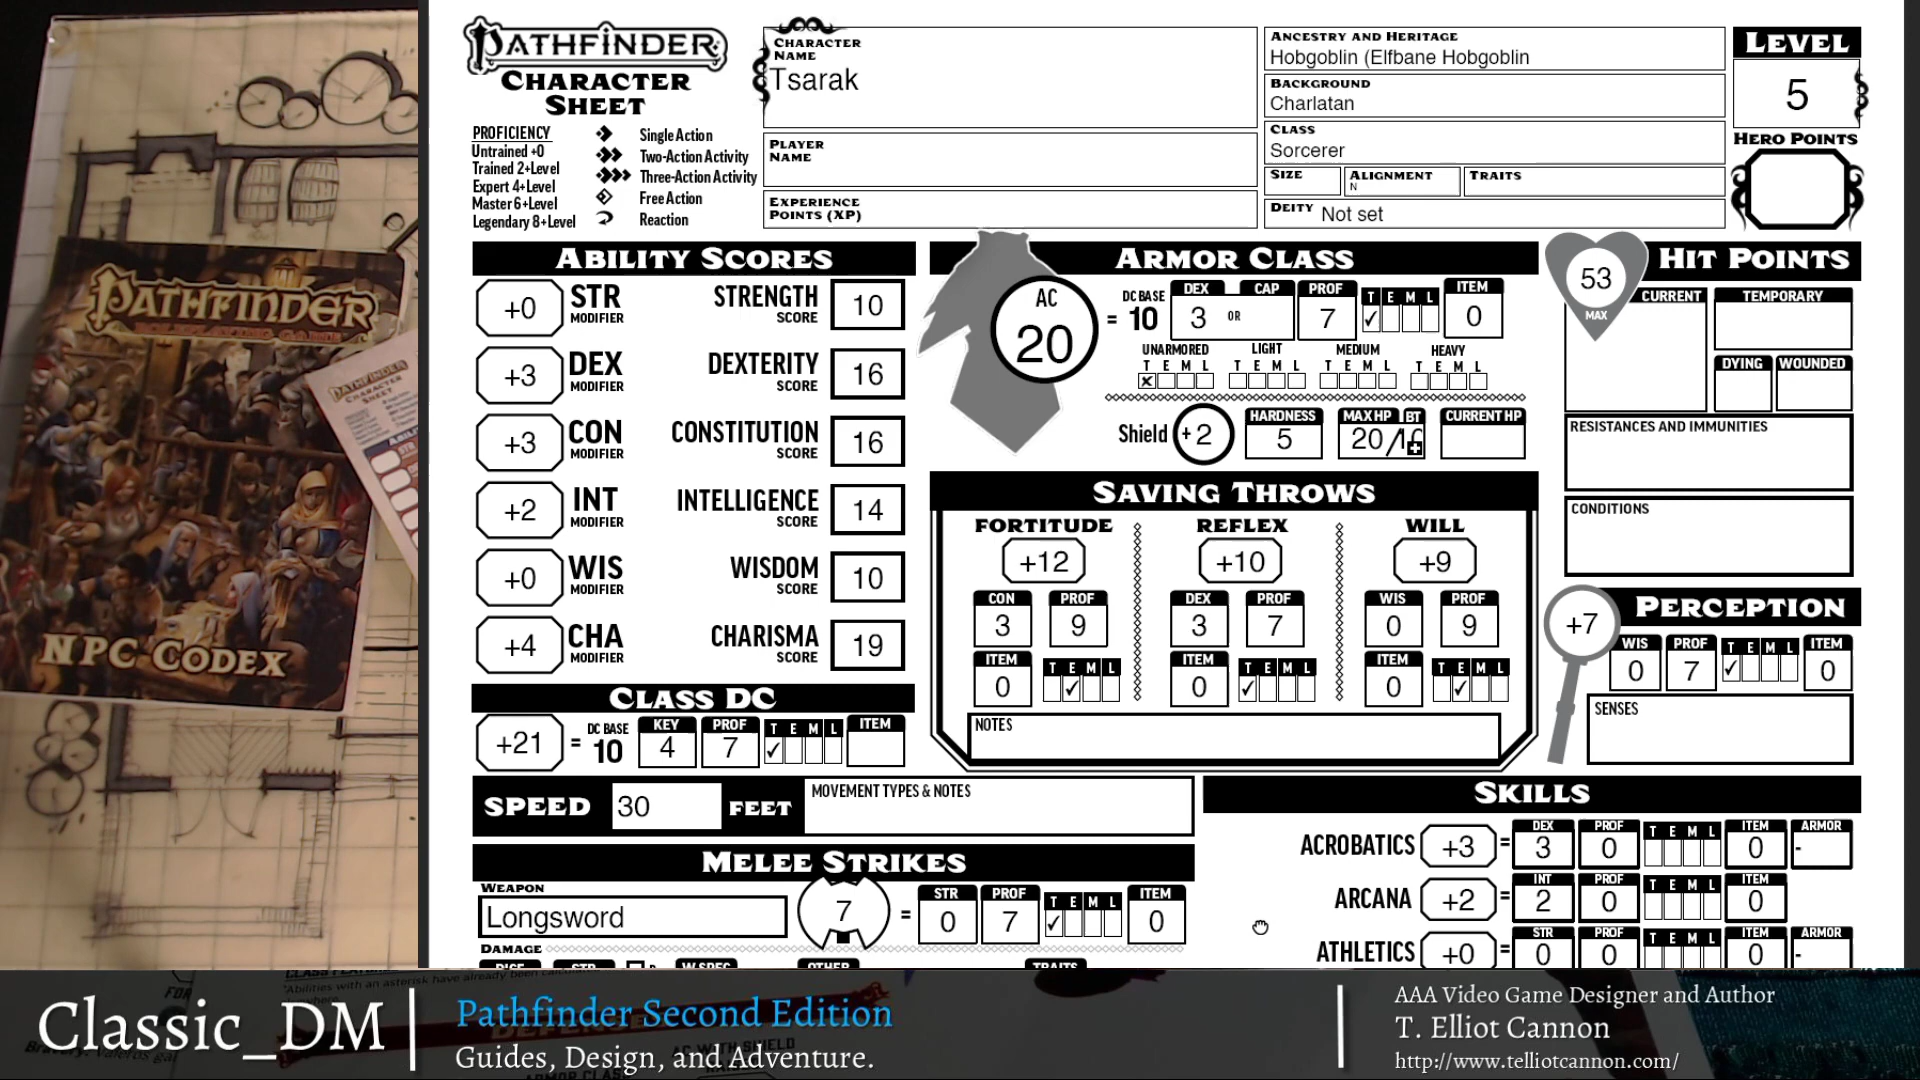 PATHFINDER
CHARACTER
SHEET
PROFICIENCY
Untrained +0
Trained 2+Level
Expert 4+Level
Master 6+Level
Legendary 8+Level
Single Action
Two-Action Activity
Three-Action Activity
Free Action
Reaction
CHARACTER
NAME
Tsarak
PLAYER
NAME
EXPERIENCE
POINTS (XP)
ANCESTRY AND HERITAGE
Hobgoblin (Elfbane Hobgoblin
BACKGROUND
Charlatan
CLASS
Sorcerer
SIZE
ALIGNMENT
N
TRAITS
DEITY Not set
LEVEL
5
HERO POINTS
ABILITY SCORES
+0 STR MODIFIER STRENGTH SCORE 10
+3 DEX MODIFIER DEXTERITY SCORE 16
+3 CON MODIFIER CONSTITUTION SCORE 16
+2 INT MODIFIER INTELLIGENCE SCORE 14
+0 WIS MODIFIER WISDOM SCORE 10
+4 CHA MODIFIER CHARISMA SCORE 19
CLASS DC
+21 = DC BASE 10 KEY 4 PROF 7 T E M L ✓ ITEM
ARMOR CLASS
AC 20 = DC BASE 10 DEX 3 OR CAP PROF 7 T E M L ✓ ITEM 0
UNARMORED LIGHT MEDIUM HEAVY
T E M L T E M L T E M L T E M L
Shield +2 HARDNESS 5 MAX HP BT 20/16 CURRENT HP
HIT POINTS
53
MAX
CURRENT
TEMPORARY
DYING
WOUNDED
RESISTANCES AND IMMUNITIES
CONDITIONS
SAVING THROWS
FORTITUDE REFLEX WILL
+12 +10 +9
CON PROF DEX PROF WIS PROF
3 9 3 7 0 9
ITEM T E M L ITEM T E M L ITEM T E M L
0 ✓ 0 ✓ 0 ✓
NOTES
PERCEPTION
+7 WIS 0 PROF 7 T E M L ✓ ITEM 0
SENSES
SPEED 30 FEET
MOVEMENT TYPES & NOTES
SKILLS
ACROBATICS +3 = DEX 3 PROF 0 T E M L ITEM 0 ARMOR -
ARCANA +2 = INT 2 PROF 0 T E M L ITEM 0
ATHLETICS +0 = STR 0 PROF 0 T E M L ITEM 0 ARMOR -
MELEE STRIKES
WEAPON
Longsword
7 = STR 0 PROF 7 T E M L ✓ ITEM 0
DAMAGE
DICE STR W SPEC OTHER TRAITS
PATHFINDER
ROLEPLAYING GAME
NPC CODEX
PATHFINDER
CHARACTER
SHEET
Classic_DM
Pathfinder Second Edition
Guides, Design, and Adventure.
AAA Video Game Designer and Author
T. Elliot Cannon
http://www.telliotcannon.com/